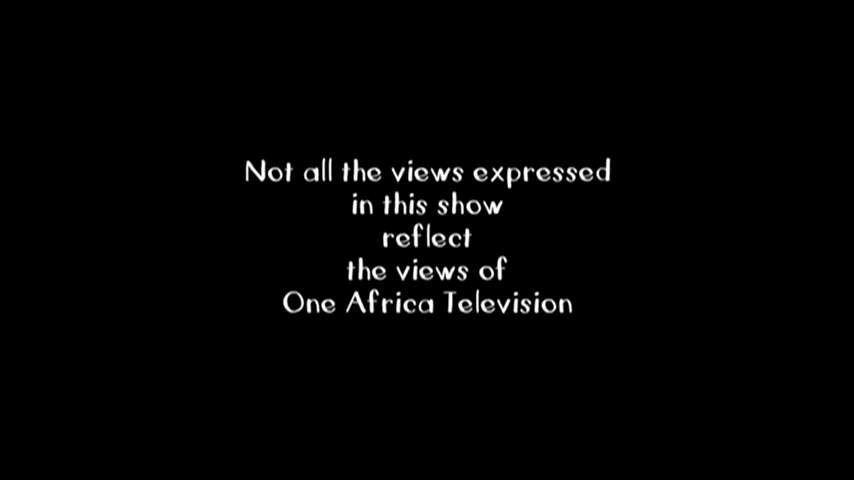 Not all the views expressed
in this show
reflect
the views of
One Africa Television